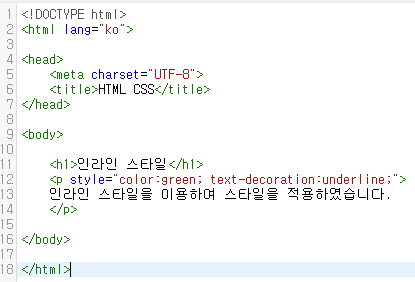 1 <!DOCTYPE html>
2 <html lang="ko">
3
4 <head>
5     <meta charset="UTF-8">
6     <title>HTML CSS</title>
7 </head>
8
9 <body>
10
11     <h1>인라인 스타일</h1>
12     <p style="color:green; text-decoration:underline;">
13     인라인 스타일을 이용하여 스타일을 적용하였습니다.
14     </p>
15
16 </body>
17
18 </html>